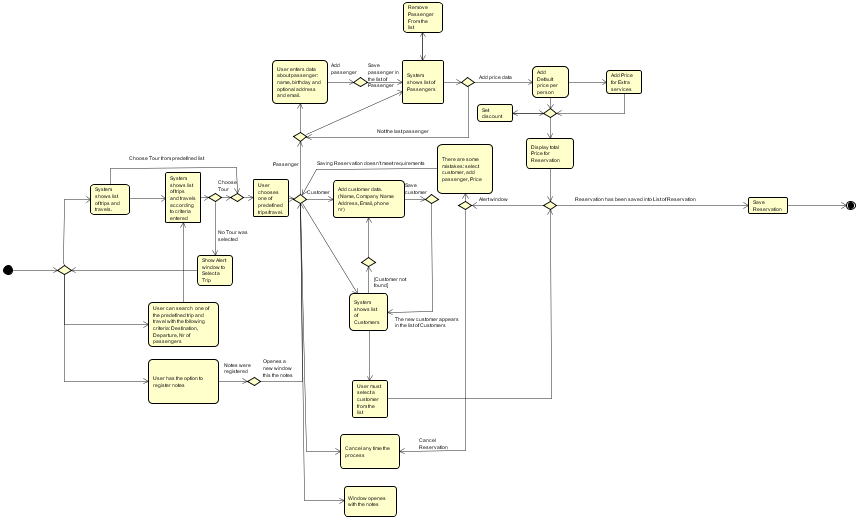 Remove
Passenger
From the
list
User enters data
about passenger:
name, birthday and
optional address
and email.
Add
passenger
Save
passenger in
the list of
Passenger
System
shows list of
Passengers
Add price data
Add
Default
price per
person
Add Price
for Extra
services
Set
discount
Not the last passenger
Display total
Price for
Reservation
Choose Tour from predefined list
Passenger
Saving Reservation doesn't meet requirements
There are some
mistakes: select
customer, add
passenger, Price
System
shows list
of trips and
travels.
System
shows list
of trips
and travels
according
to criteria
entered
Choose
Tour
User
chooses
one of
predefined
trips/travel.
Customer
Add customer data.
(Name, Company Name
Address, Email, phone
nr)
Save
customer
Alert window
Reservation has been saved into List of Reservation
Save
Reservation
No Tour was
selected
Show Alert
window to
Select a
Trip
[Customer not
found]
System
shows list
of
Customers
The new customer appears
in the list of Customers
User can search one of
the predefined trip and
travel with the following
criteria: Destination,
Departure, Nr of
passengers
User has the option to
register notes
Notes were
registered
Openes a
new window
this the notes
User must
select a
customer
from the
list
Cancel any time the
process
Cancel
Reservation
Window openes
with the notes